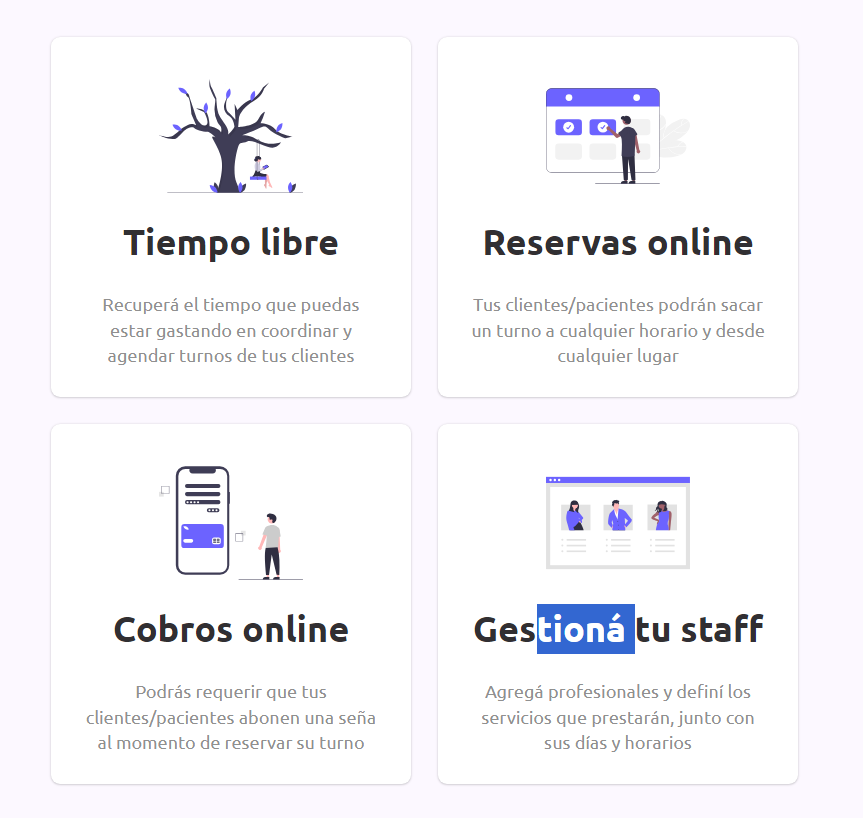 Tiempo libre
Recuperá el tiempo que puedas
estar gastando en coordinar y
agendar turnos de tus clientes
Reservas online
Tus clientes/pacientes podrán sacar
un turno a cualquier horario y desde
cualquier lugar
Cobros online
Podrás requerir que tus
clientes/pacientes abonen una seña
al momento de reservar su turno
Gestioná tu staff
Agregá profesionales y definí los
servicios que prestarán, junto con
sus días y horarios